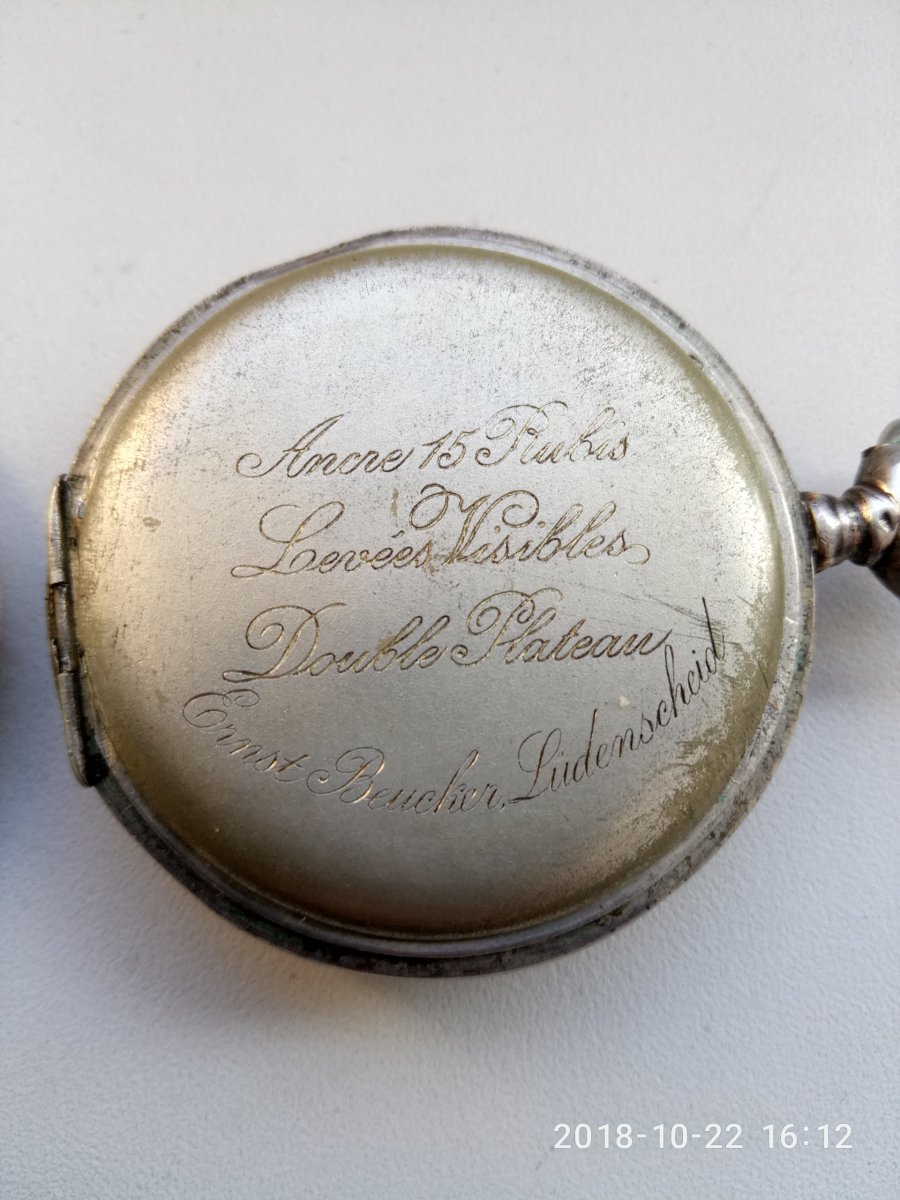 Ancre 15 Rubis
Levées Visibles
Double Plateau
Ernst Beucker, Lüdenscheid
2018-10-22 16:12